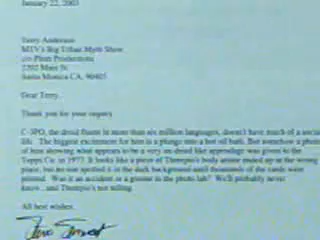 January 22, 2003
Terry Anderson
MTV's Big Urban Myth Show
c/o Plum Productions
2702 Main St.
Santa Monica CA. 90405
Dear Terry,
Thank you for your inquiry.
C-3PO, the droid fluent in more than six million languages, doesn't have much of a social
life. The biggest excitement for him is a plunge into a hot oil bath. But somehow a photo
of him showing what appears to be a very un-droid like appendage was given to the
Topps Co. in 1977. It looks like a piece of Threepio's body armor ended up in the wrong
place, but no one spotted it in the dark background until thousands of the cards were
printed. Was it an accident or a prankster in the photo lab? We'll probably never
know...and Threepio's not telling.
All best wishes,